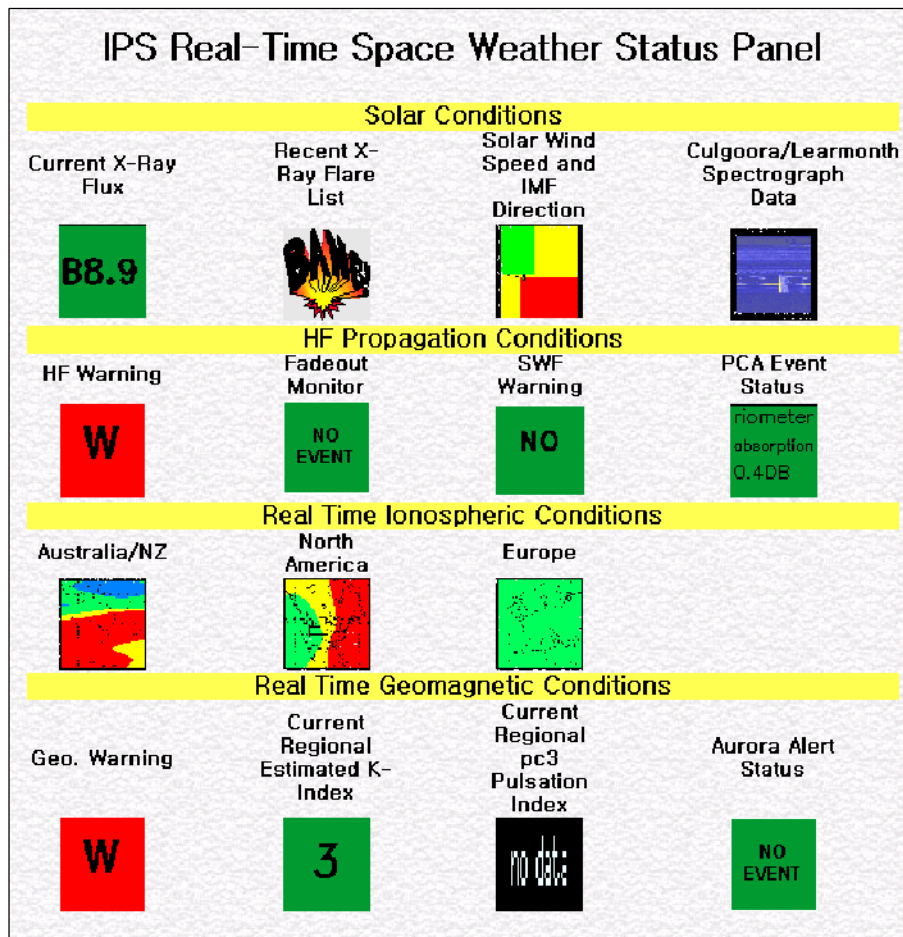 IPS Real-Time Space Weather Status Panel
Solar Conditions
Current X-Ray
Flux
Recent X-
Ray Flare
List
Solar Wind
Speed and
IMF
Direction
Culgoora/Learmonth
Spectrograph
Data
B8.9
BANG
HF Propagation Conditions
HF Warning
Fadeout
Monitor
SWF
Warning
PCA Event
Status
W
NO
EVENT
NO
riometer
absorption
0.4DB
Real Time Ionospheric Conditions
Australia/NZ
North
America
Europe
Real Time Geomagnetic Conditions
Geo. Warning
Current
Regional
Estimated K-
Index
Current
Regional
pc3
Pulsation
Index
Aurora Alert
Status
W
3
no data
NO
EVENT